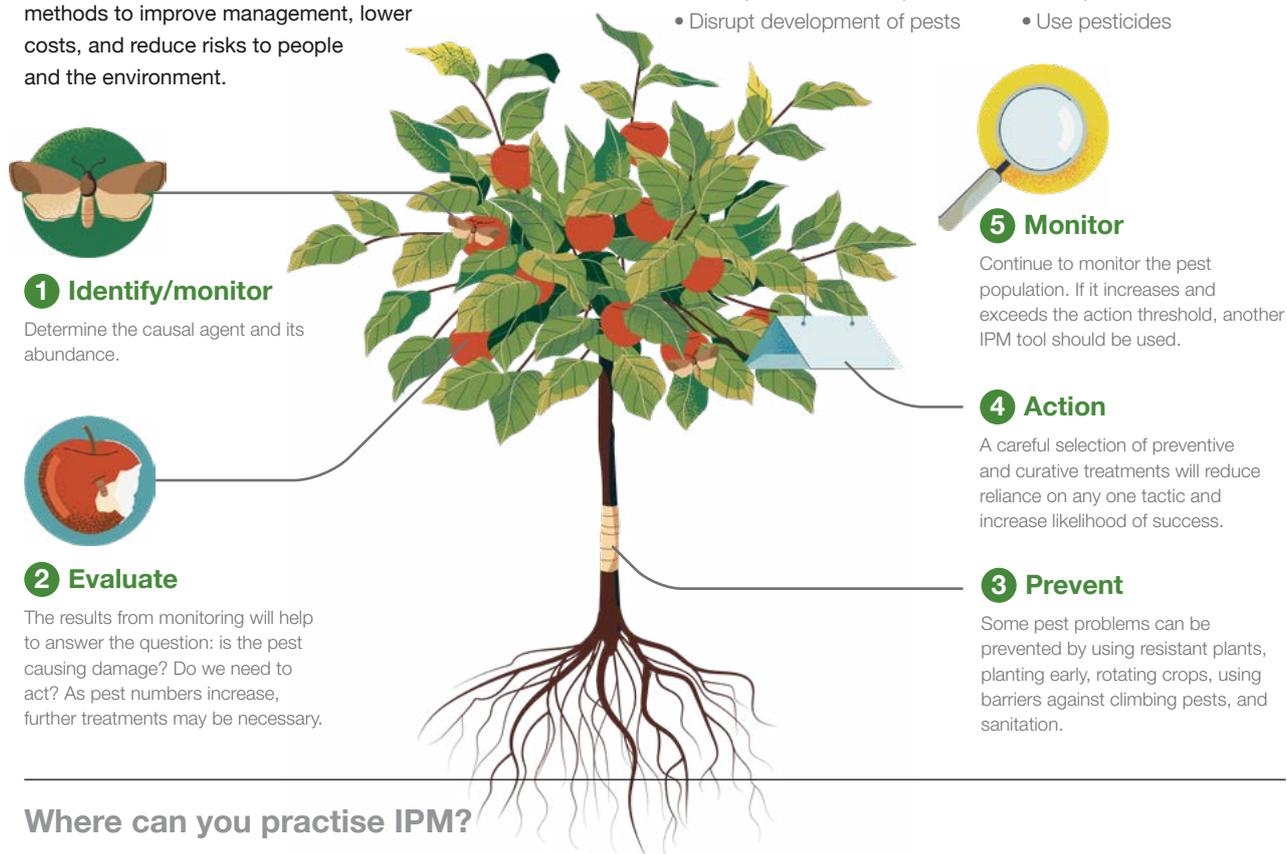 methods to improve management, lower
costs, and reduce risks to people
and the environment.
• Disrupt development of pests
• Use pesticides
1 Identify/monitor
Determine the causal agent and its
abundance.
2 Evaluate
The results from monitoring will help
to answer the question: is the pest
causing damage? Do we need to
act? As pest numbers increase,
further treatments may be necessary.
5 Monitor
Continue to monitor the pest
population. If it increases and
exceeds the action threshold, another
IPM tool should be used.
4 Action
A careful selection of preventive
and curative treatments will reduce
reliance on any one tactic and
increase likelihood of success.
3 Prevent
Some pest problems can be
prevented by using resistant plants,
planting early, rotating crops, using
barriers against climbing pests, and
sanitation.
Where can you practise IPM?